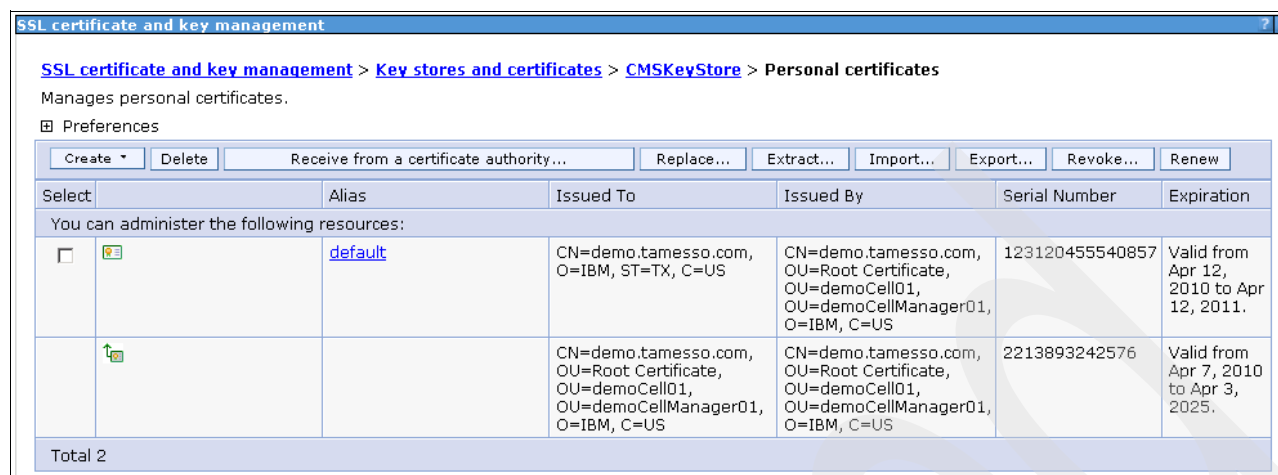 SSL certificate and key management ?
SSL certificate and key management > Key stores and certificates > CMSKeyStore > Personal certificates
Manages personal certificates.
Preferences
Create Delete Receive from a certificate authority... Replace... Extract... Import... Export... Revoke... Renew
Select Alias Issued To Issued By Serial Number Expiration
You can administer the following resources:
default
CN=demo.tamesso.com,
O=IBM, ST=TX, C=US
CN=demo.tamesso.com,
OU=Root Certificate,
OU=demoCell01,
OU=demoCellManager01,
O=IBM, C=US
123120455540857
Valid from
Apr 12,
2010 to Apr
12, 2011.
CN=demo.tamesso.com,
OU=Root Certificate,
OU=demoCell01,
OU=demoCellManager01,
O=IBM, C=US
CN=demo.tamesso.com,
OU=Root Certificate,
OU=demoCell01,
OU=demoCellManager01,
O=IBM, C=US
2213893242576
Valid from
Apr 7, 2010
to Apr 3,
2025.
Total 2